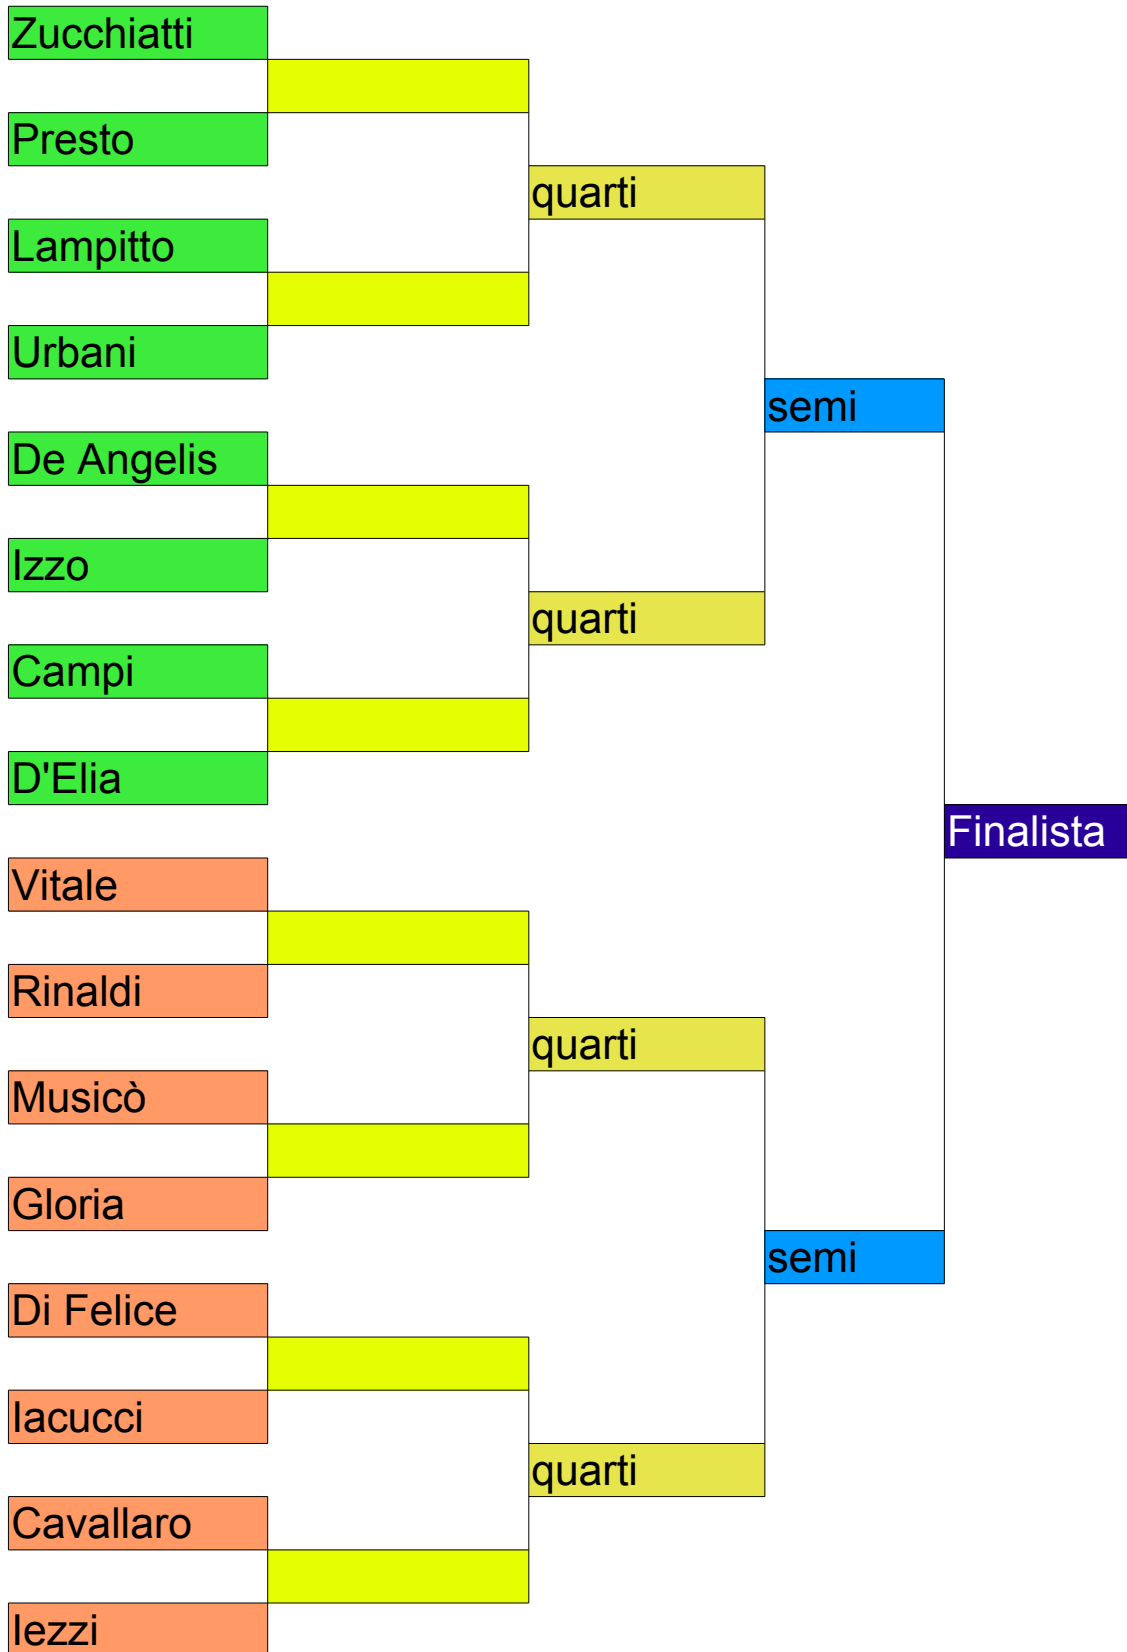 Zucchiatti
Presto
quarti
Lampitto
Urbani
semi
De Angelis
Izzo
quarti
Campi
D'Elia
Finalista
Vitale
Rinaldi
quarti
Musicò
Gloria
semi
Di Felice
Iacucci
quarti
Cavallaro
Iezzi